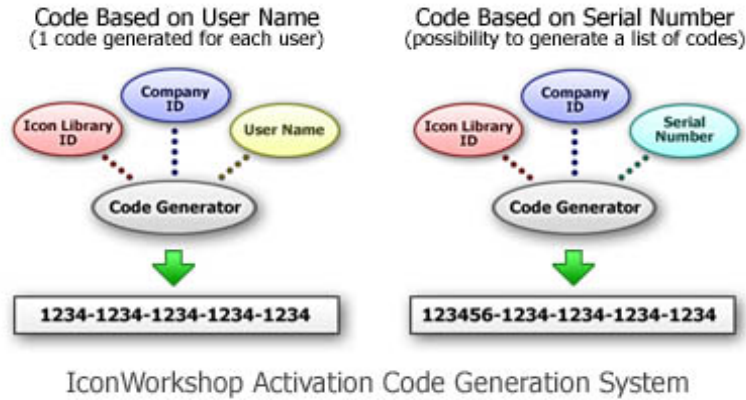 Code Based on User Name
(1 code generated for each user)
Company
ID
Icon Library
ID
User Name
Code Generator
1234-1234-1234-1234-1234
Code Based on Serial Number
(possibility to generate a list of codes)
Company
ID
Icon Library
ID
Serial
Number
Code Generator
123456-1234-1234-1234-1234
IconWorkshop Activation Code Generation System